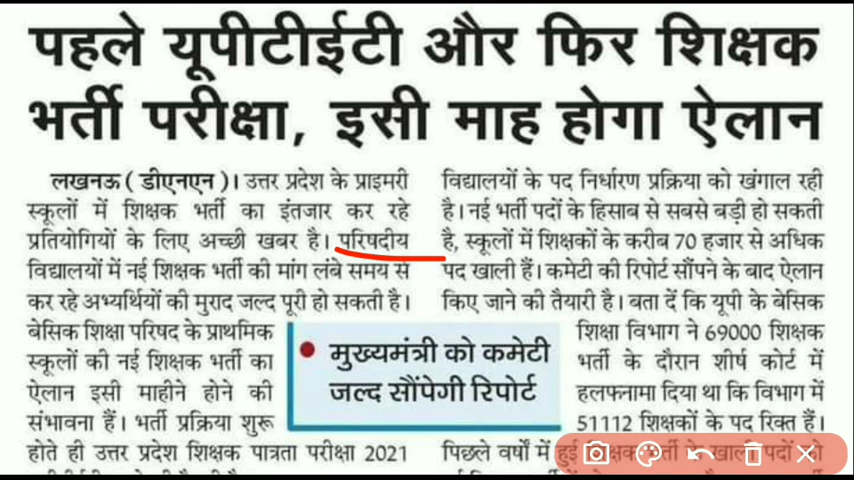 पहले यूपीटीईटी और फिर शिक्षक
भर्ती परीक्षा, इसी माह होगा ऐलान
लखनऊ ( डीएनएन )। उत्तर प्रदेश के प्राइमरी
स्कूलों में शिक्षक भर्ती का इंतजार कर रहे
प्रतियोगियों के लिए अच्छी खबर है। परिषदीय
विद्यालयों में नई शिक्षक भर्ती की मांग लंबे समय से
कर रहे अभ्यर्थियों की मुराद जल्द पूरी हो सकती है।
बेसिक शिक्षा परिषद के प्राथमिक
स्कूलों की नई शिक्षक भर्ती का
ऐलान इसी माहीने होने की
संभावना हैं। भर्ती प्रक्रिया शुरू
होते ही उत्तर प्रदेश शिक्षक पात्रता परीक्षा 2021
• मुख्यमंत्री को कमेटी
जल्द सौंपेगी रिपोर्ट
विद्यालयों के पद निर्धारण प्रक्रिया को खंगाल रही
है। नई भर्ती पदों के हिसाब से सबसे बड़ी हो सकती
है, स्कूलों में शिक्षकों के करीब 70 हजार से अधिक
पद खाली हैं। कमेटी की रिपोर्ट सौंपने के बाद ऐलान
किए जाने की तैयारी है। बता दें कि यूपी के बेसिक
शिक्षा विभाग ने 69000 शिक्षक
भर्ती के दौरान शीर्ष कोर्ट में
हलफनामा दिया था कि विभाग में
51112 शिक्षकों के पद रिक्त हैं।
पिछले वर्षों में हुई शिक्षक भर्ती के खाली पदों को